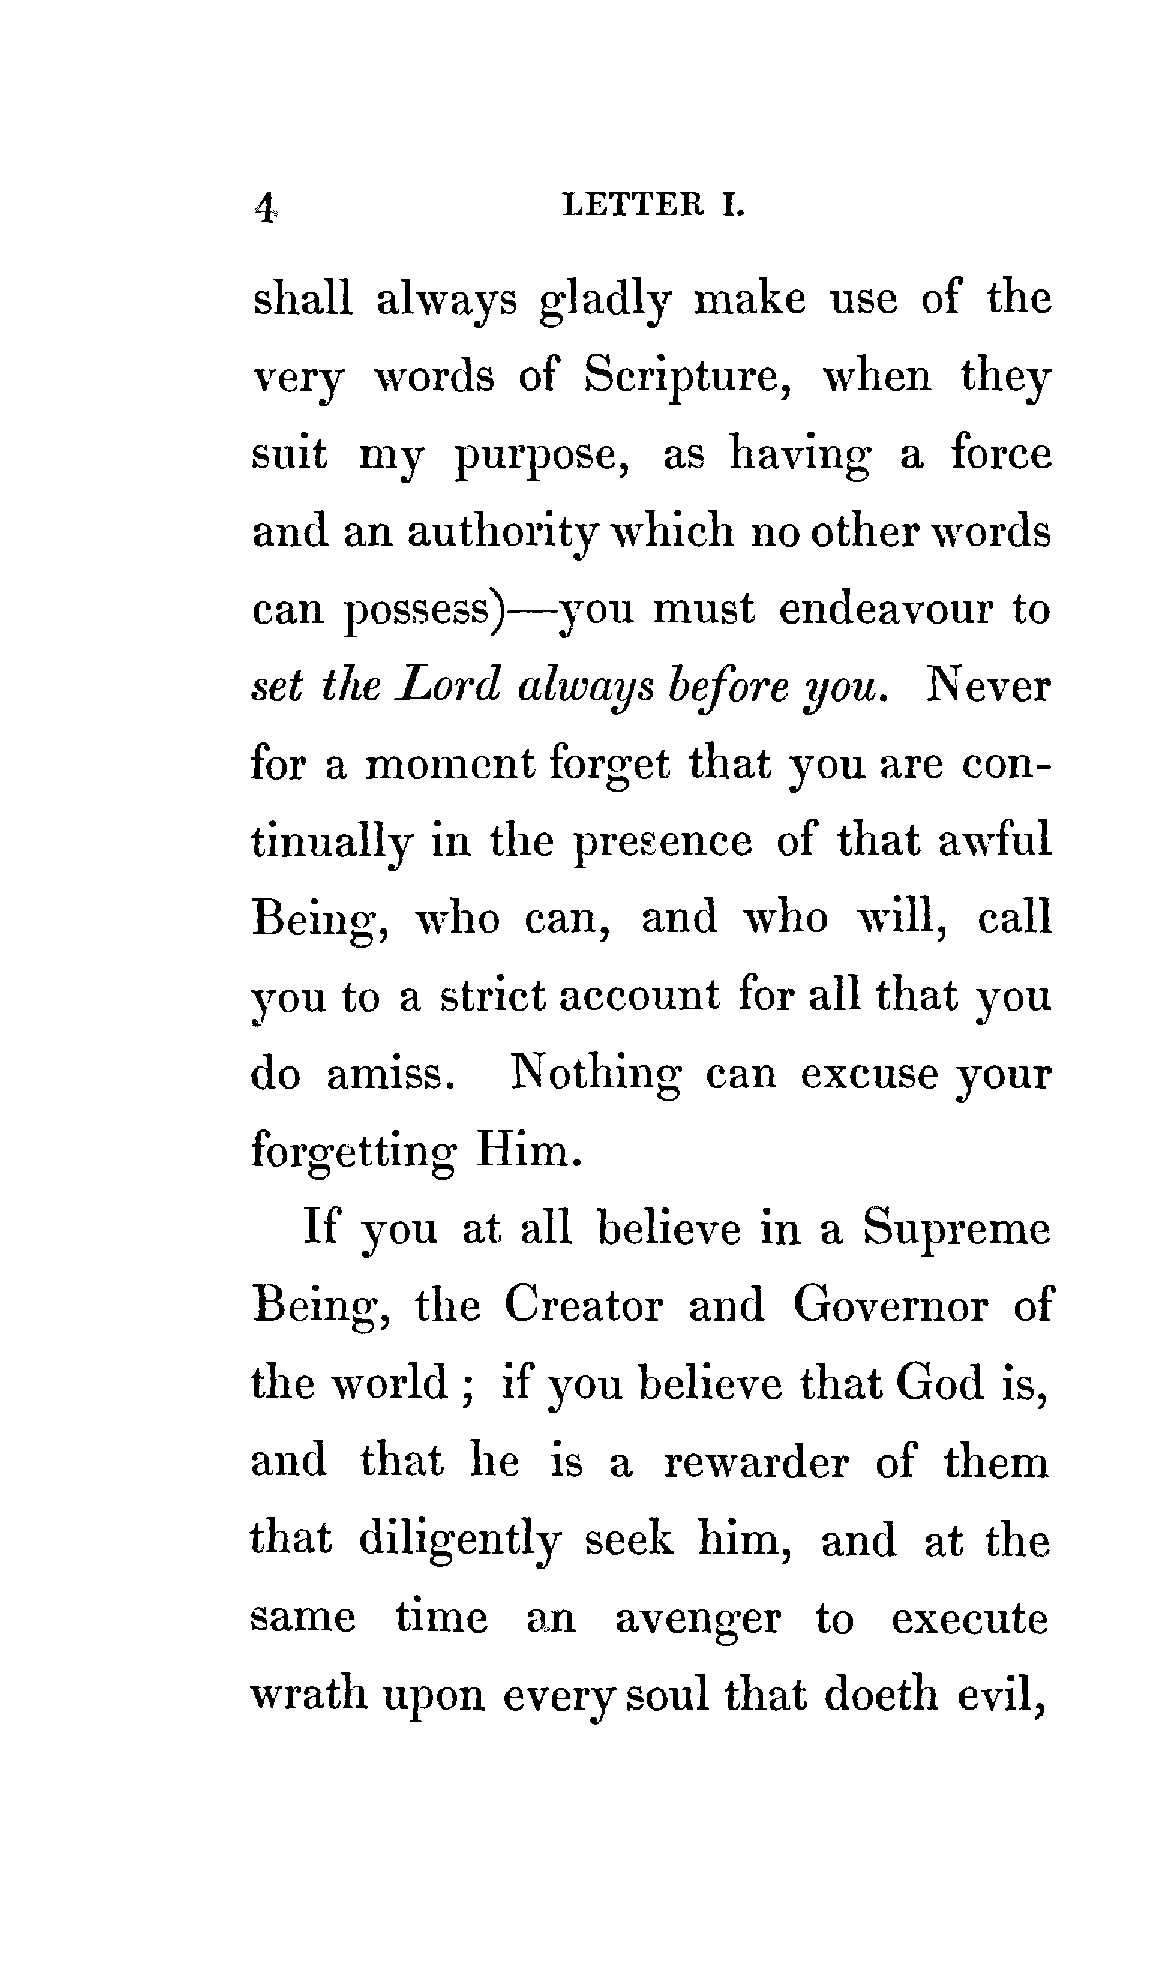 4 LETTER I.
shall always gladly make use of the
very words of Scripture, when they
suit my purpose, as having a force
and an authority which no other words
can possess)—you must endeavour to
set the Lord always before you. Never
for a moment forget that you are con-
tinually in the presence of that awful
Being, who can, and who will, call
you to a strict account for all that you
do amiss. Nothing can excuse your
forgetting Him.
If you at all believe in a Supreme
Being, the Creator and Governor of
the world ; if you believe that God is,
and that he is a rewarder of them
that diligently seek him, and at the
same time an avenger to execute
wrath upon every soul that doeth evil,